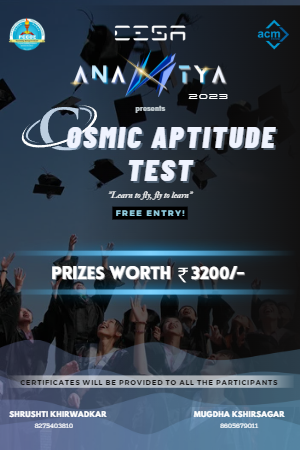 CESA
acm
ANAKTYA
2023
presents
COSMIC APTITUDE
TEST
"Learn to fly, fly to learn"
FREE ENTRY!
PRIZES WORTH ₹ 3200/-
CERTIFICATES WILL BE PROVIDED TO ALL THE PARTICIPANTS
SHRUSHTI KHIRWADKAR
MUGDHA KSHIRSAGAR
8275403810
8605679011